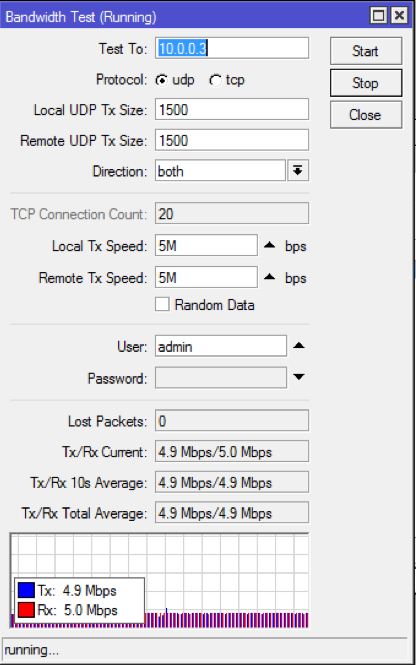 Bandwidth Test (Running)
Test To: 10.0.0.3 Start
Protocol: udp tcp Stop
Local UDP Tx Size: 1500 Close
Remote UDP Tx Size: 1500
Direction: both
TCP Connection Count: 20
Local Tx Speed: 5M bps
Remote Tx Speed: 5M bps
Random Data
User: admin
Password:
Lost Packets: 0
Tx/Rx Current: 4.9 Mbps/5.0 Mbps
Tx/Rx 10s Average: 4.9 Mbps/4.9 Mbps
Tx/Rx Total Average: 4.9 Mbps/4.9 Mbps
Tx: 4.9 Mbps
Rx: 5.0 Mbps
running...